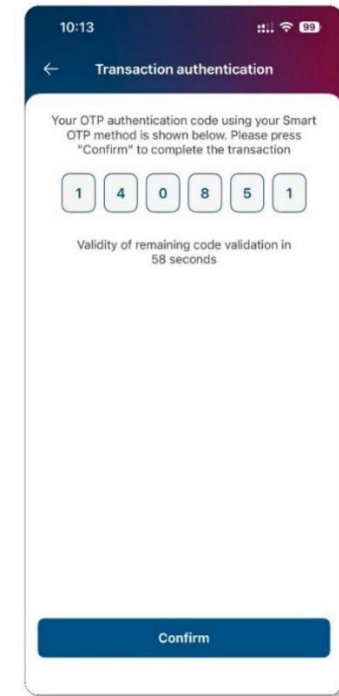 10:13 99
← Transaction authentication
Your OTP authentication code using your Smart
OTP method is shown below. Please press
"Confirm" to complete the transaction
1 4 0 8 5 1
Validity of remaining code validation in
58 seconds
Confirm